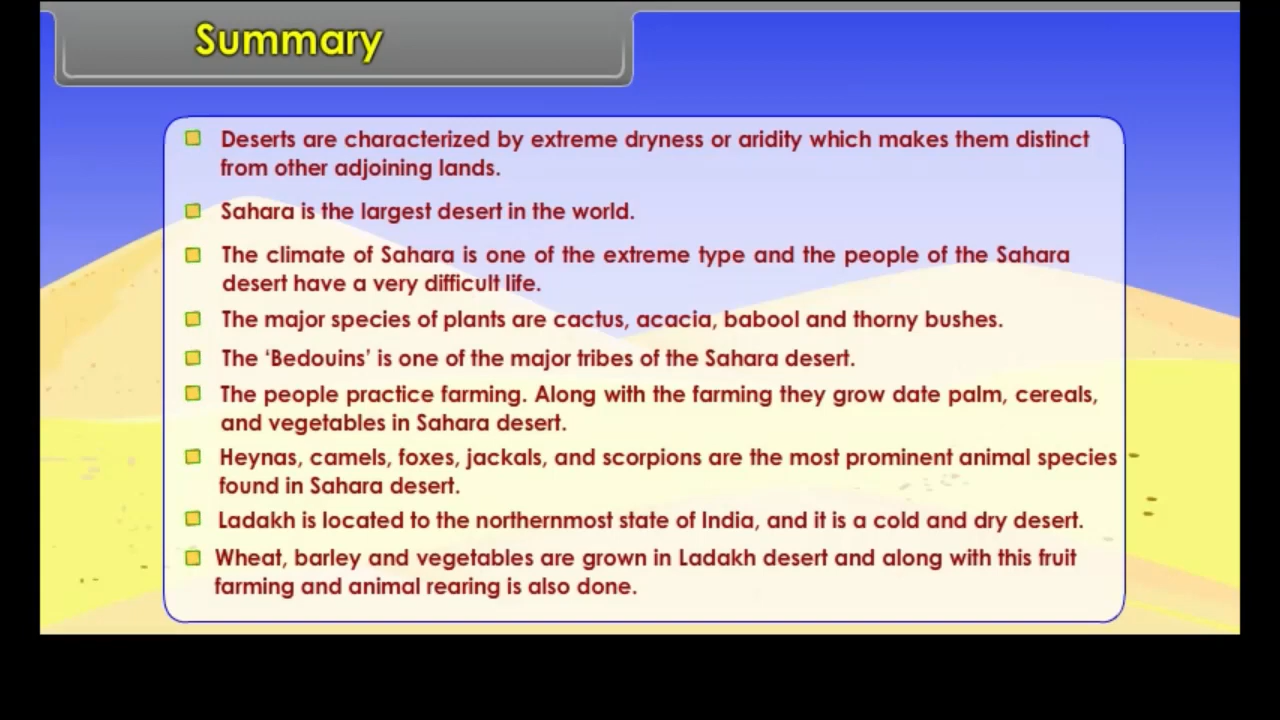 Summary
Deserts are characterized by extreme dryness or aridity which makes them distinct
from other adjoining lands.
Sahara is the largest desert in the world.
The climate of Sahara is one of the extreme type and the people of the Sahara
desert have a very difficult life.
The major species of plants are cactus, acacia, babool and thorny bushes.
The ‘Bedouins’ is one of the major tribes of the Sahara desert.
The people practice farming. Along with the farming they grow date palm, cereals,
and vegetables in Sahara desert.
Heynas, camels, foxes, jackals, and scorpions are the most prominent animal species
found in Sahara desert.
Ladakh is located to the northernmost state of India, and it is a cold and dry desert.
Wheat, barley and vegetables are grown in Ladakh desert and along with this fruit
farming and animal rearing is also done.